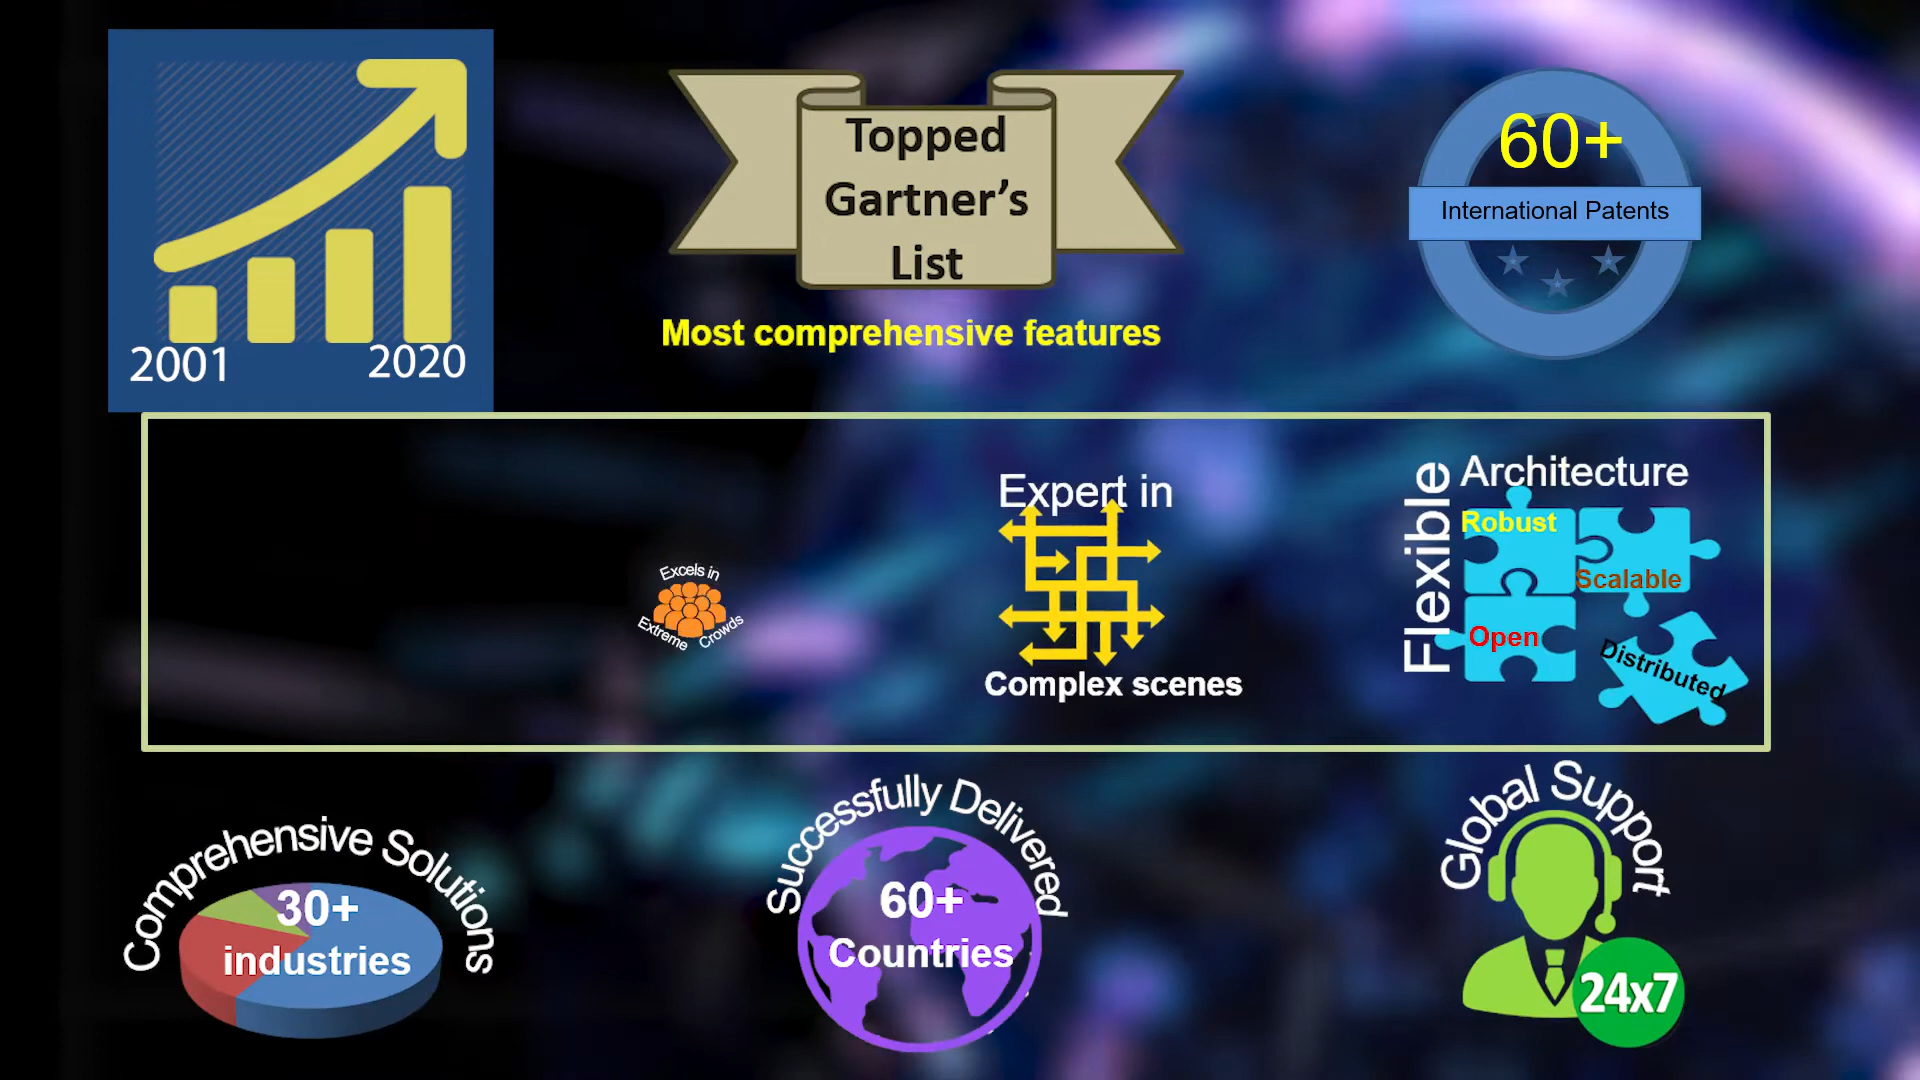 2001
2020
Topped
Gartner’s
List
Most comprehensive features
60+
International Patents
Excels in
Extreme Crowds
Expert in
Complex scenes
Flexible
Architecture
Robust
Scalable
Open
Distributed
Comprehensive Solutions
30+
industries
Successfully Delivered
60+
Countries
Global Support
24x7